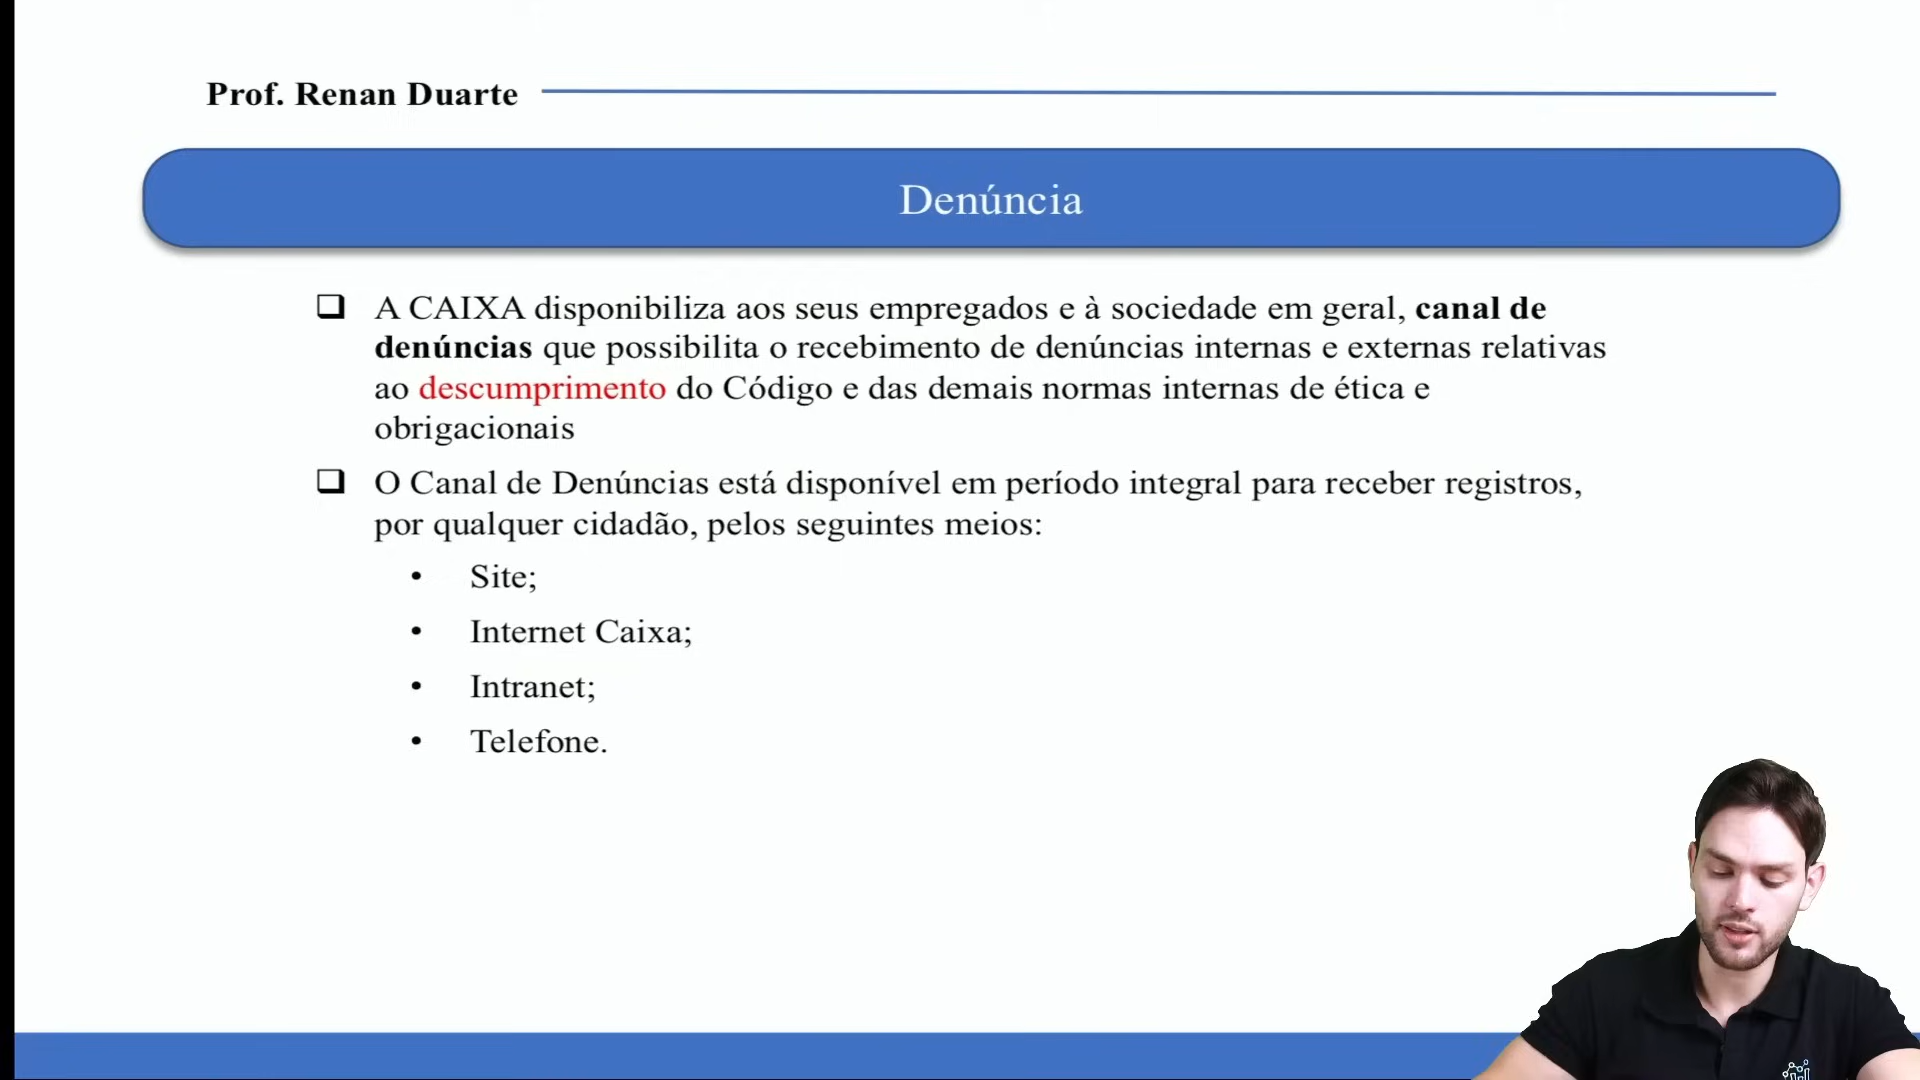 Prof. Renan Duarte
Denúncia
A CAIXA disponibiliza aos seus empregados e à sociedade em geral, canal de
denúncias que possibilita o recebimento de denúncias internas e externas relativas
ao descumprimento do Código e das demais normas internas de ética e
obrigacionais
O Canal de Denúncias está disponível em período integral para receber registros,
por qualquer cidadão, pelos seguintes meios:
• Site;
• Internet Caixa;
• Intranet;
• Telefone.